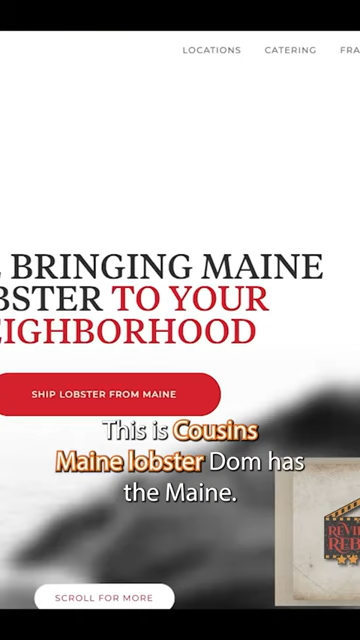 LOCATIONS CATERING FRA
BRINGING MAINE
BSTER TO YOUR
EIGHBORHOOD
SHIP LOBSTER FROM MAINE
This is Cousins
Maine lobster Dom has
the Maine.
SCROLL FOR MORE